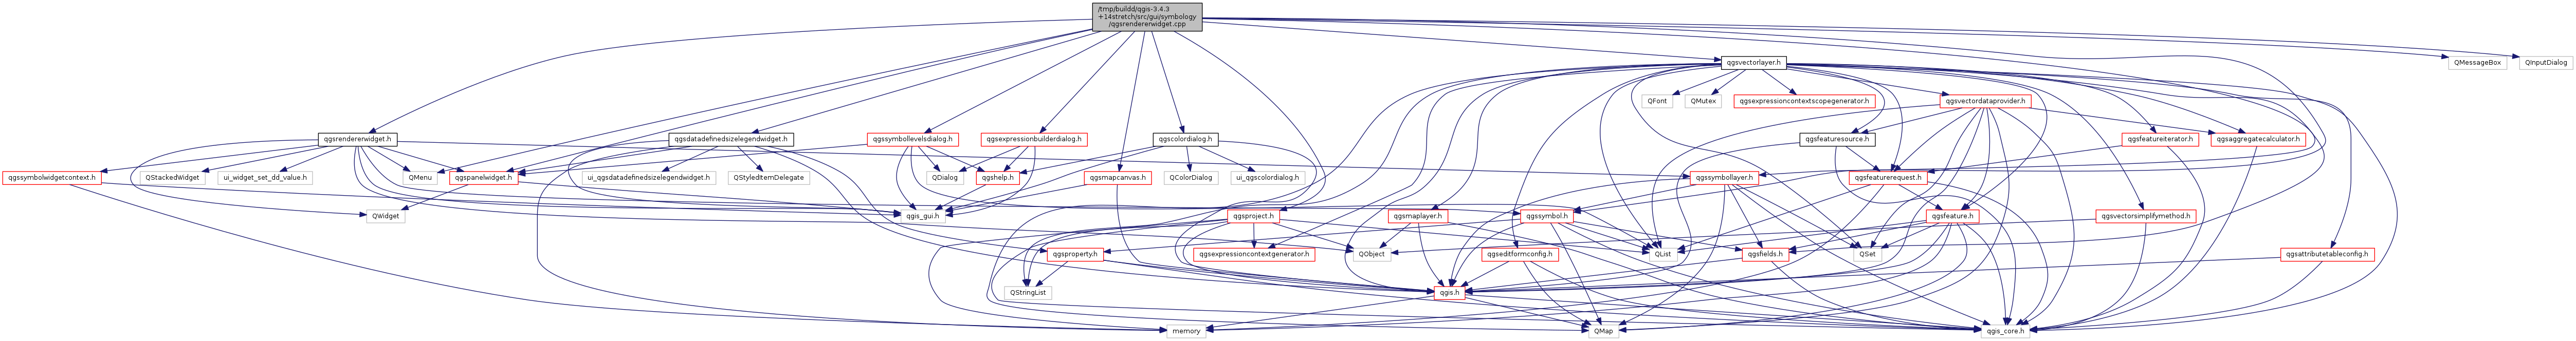 /tmp/buildd/qgis-3.4.3
+14stretch/src/gui/symbology
/qgsrendererwidget.cpp
qgsvectorlayer.h
QMessageBox
QInputDialog
QFont
QMutex
qgsexpressioncontextscopegenerator.h
qgsvectordataprovider.h
qgsrendererwidget.h
qgsdatadefinedsizelegendwidget.h
qgssymbollevelsdialog.h
qgsexpressionbuilderdialog.h
qgscolordialog.h
qgsfeaturesource.h
qgsfeatureiterator.h
qgsaggregatecalculator.h
qgssymbolwidgetcontext.h
QStackedWidget
ui_widget_set_dd_value.h
QMenu
qgspanelwidget.h
ui_qgsdatadefinedsizelegendwidget.h
QStyledItemDelegate
QDialog
qgshelp.h
qgsmapcanvas.h
QColorDialog
ui_qgscolordialog.h
qgssymbollayer.h
qgsfeaturerequest.h
QWidget
qgis_gui.h
qgsproject.h
qgsmaplayer.h
qgssymbol.h
qgsfeature.h
qgsvectorsimplifymethod.h
qgsproperty.h
qgsexpressioncontextgenerator.h
QObject
qgseditformconfig.h
QList
qgsfields.h
QSet
qgsattributetableconfig.h
QStringList
qgis.h
memory
QMap
qgis_core.h